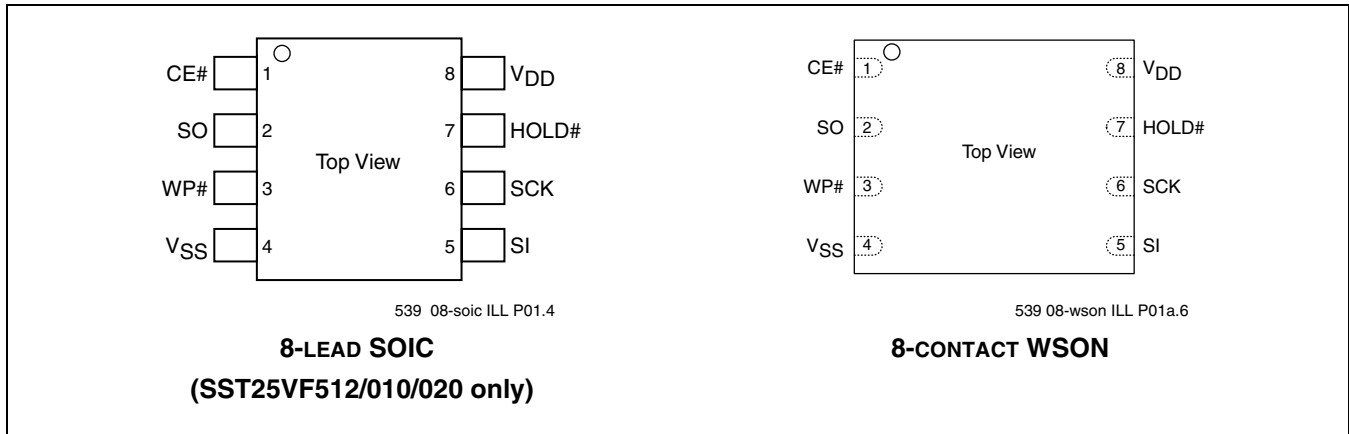 CE# 1 8 VDD
SO 2 7 HOLD#
Top View
WP# 3 6 SCK
VSS 4 5 SI
539 08-soic ILL P01.4
8-LEAD SOIC
(SST25VF512/010/020 only)
CE# 1 8 VDD
SO 2 7 HOLD#
Top View
WP# 3 6 SCK
VSS 4 5 SI
539 08-wson ILL P01a.6
8-CONTACT WSON